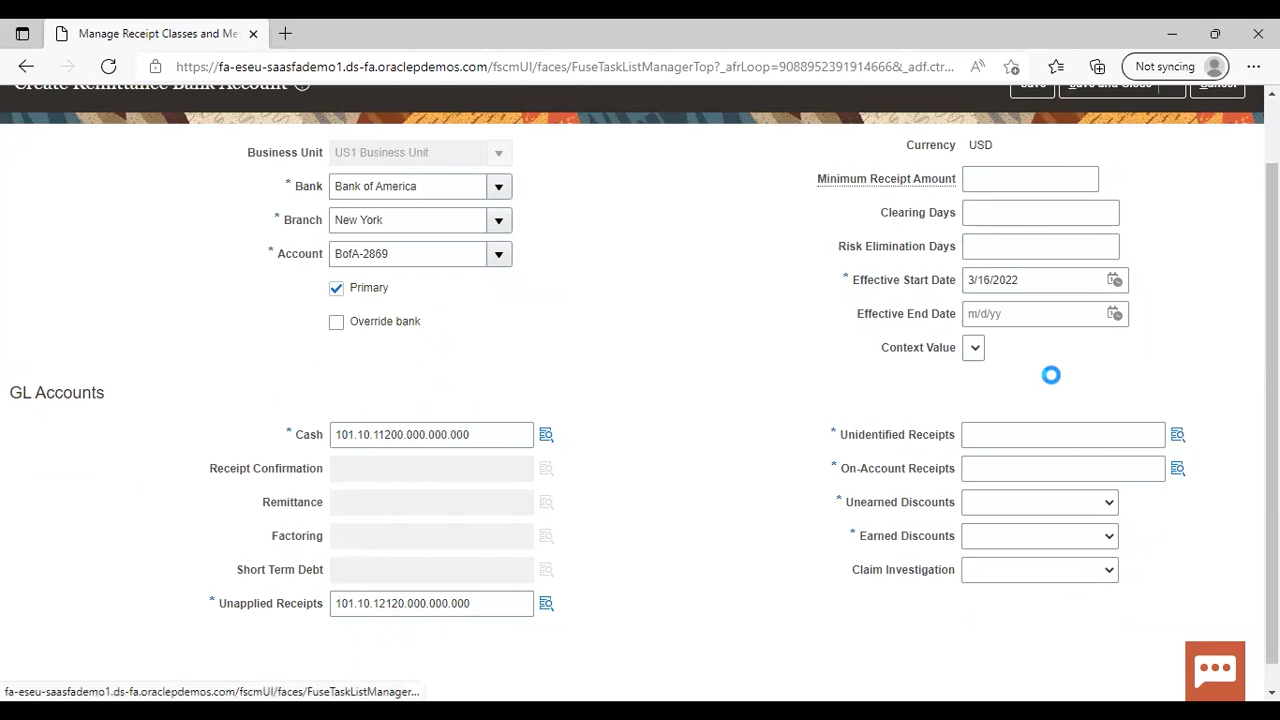 Manage Receipt Classes and Me
https://fa-eseu-saasfademo1.ds-fa.oraclepdemos.com/fscmUI/faces/FuseTaskListManagerTop?_afrLoop=9088952391914666&_adf.ctr...
Not syncing
Create Remittance Bank Account
Save
Save and Close
Cancel
Business Unit US1 Business Unit
* Bank Bank of America
* Branch New York
* Account BofA-2869
Primary
Override bank
Currency USD
Minimum Receipt Amount
Clearing Days
Risk Elimination Days
* Effective Start Date 3/16/2022
Effective End Date m/d/yy
Context Value
GL Accounts
* Cash 101.10.11200.000.000.000
Receipt Confirmation
Remittance
Factoring
Short Term Debt
* Unapplied Receipts 101.10.12120.000.000.000
* Unidentified Receipts
* On-Account Receipts
* Unearned Discounts
* Earned Discounts
Claim Investigation
fa-eseu-saasfademo1.ds-fa.oraclepdemos.com/fscmUI/faces/FuseTaskListManager...